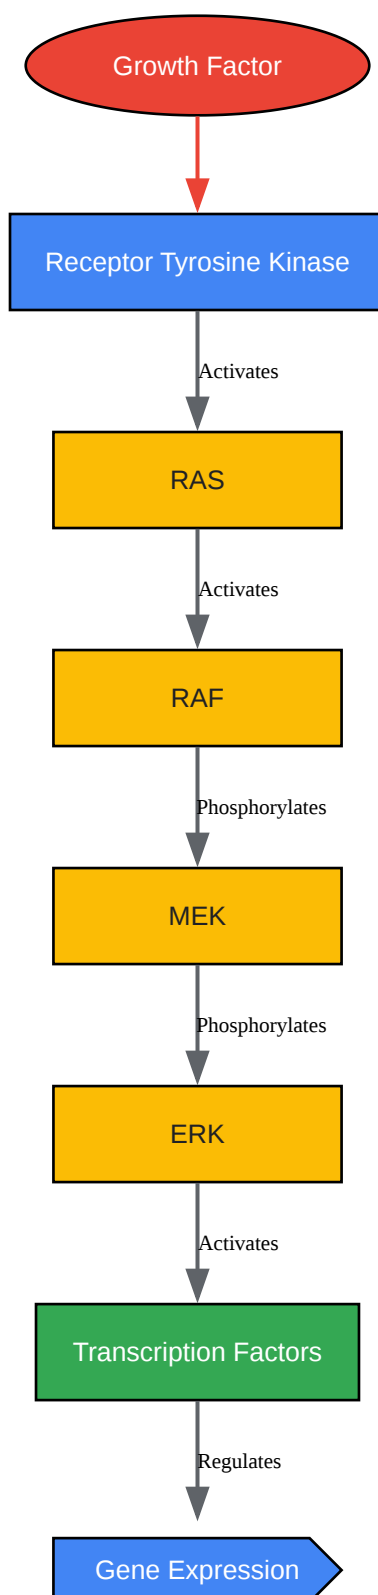 Growth Factor
Receptor Tyrosine Kinase
Activates
RAS
Activates
RAF
Phosphorylates
MEK
Phosphorylates
ERK
Activates
Transcription Factors
Regulates
Gene Expression